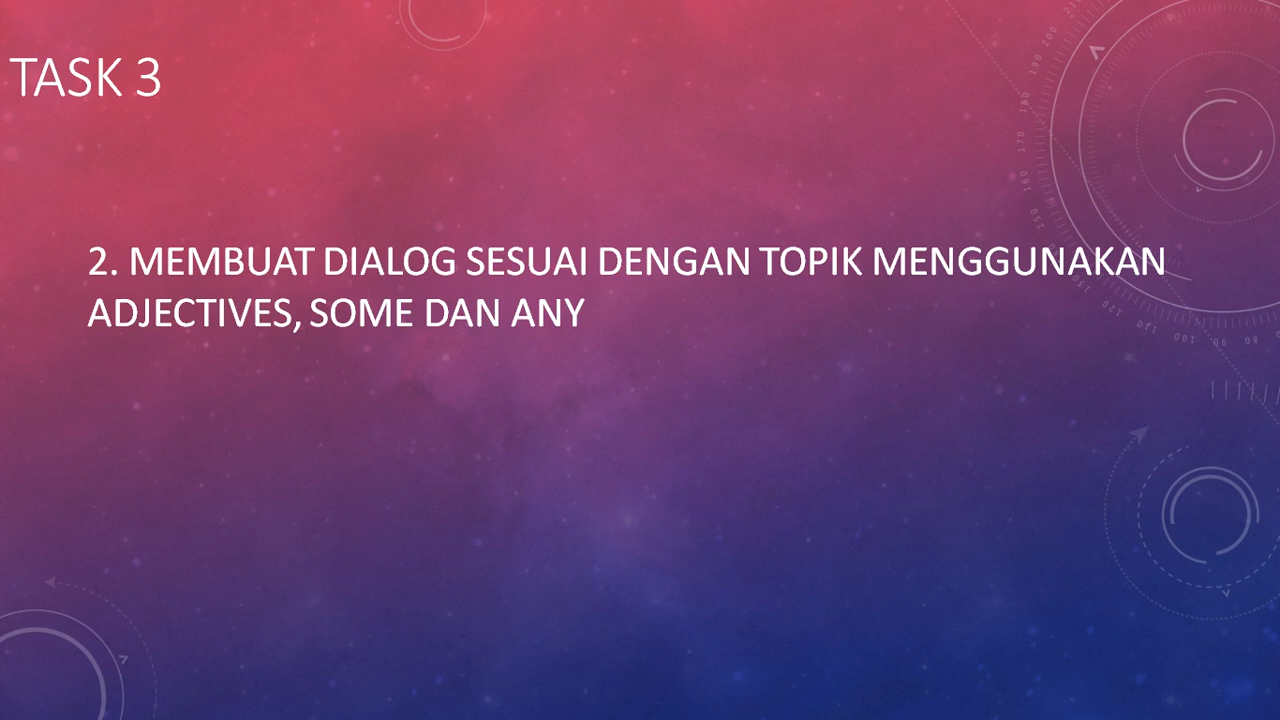 TASK 3
2. MEMBUAT DIALOG SESUAI DENGAN TOPIK MENGGUNAKAN
ADJECTIVES, SOME DAN ANY